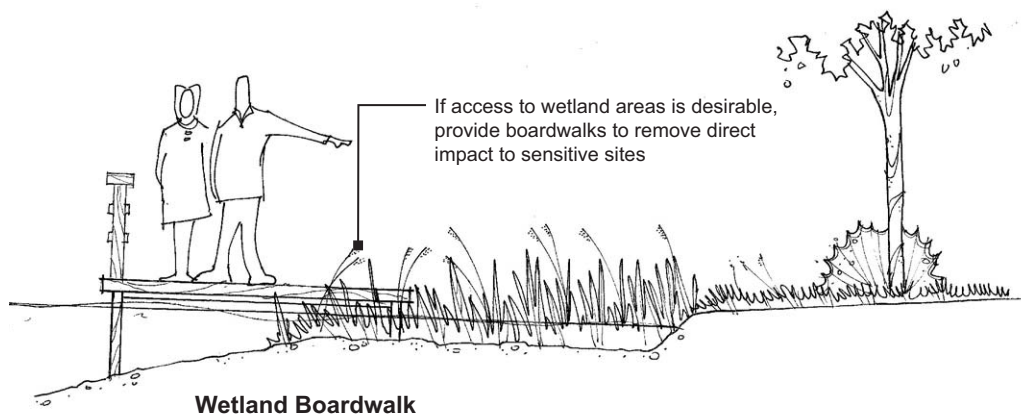 If access to wetland areas is desirable,
provide boardwalks to remove direct
impact to sensitive sites
Wetland Boardwalk